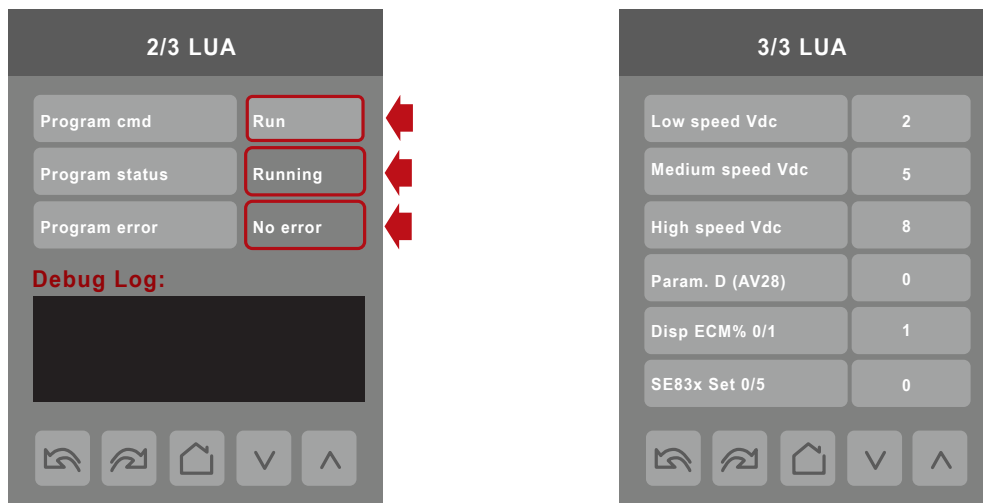 2/3 LUA
Program cmd Run
Program status Running
Program error No error
Debug Log:
3/3 LUA
Low speed Vdc 2
Medium speed Vdc 5
High speed Vdc 8
Param. D (AV28) 0
Disp ECM% 0/1 1
SE83x Set 0/5 0